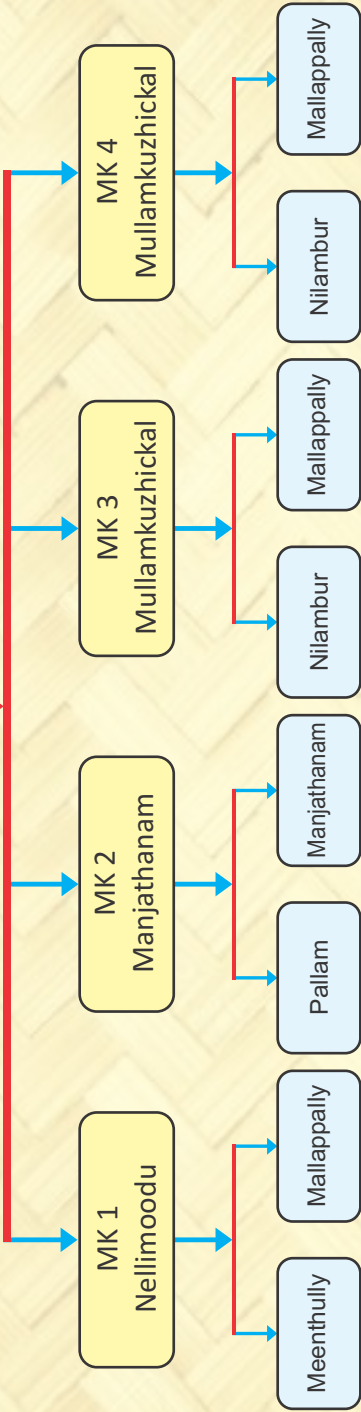 MK 1
Nellimoodu
MK 2
Manjathanam
MK 3
Mullamkuzhickal
MK 4
Mullamkuzhickal
Meenthully
Mallappally
Pallam
Manjathanam
Nilambur
Mallappally
Nilambur
Mallappally